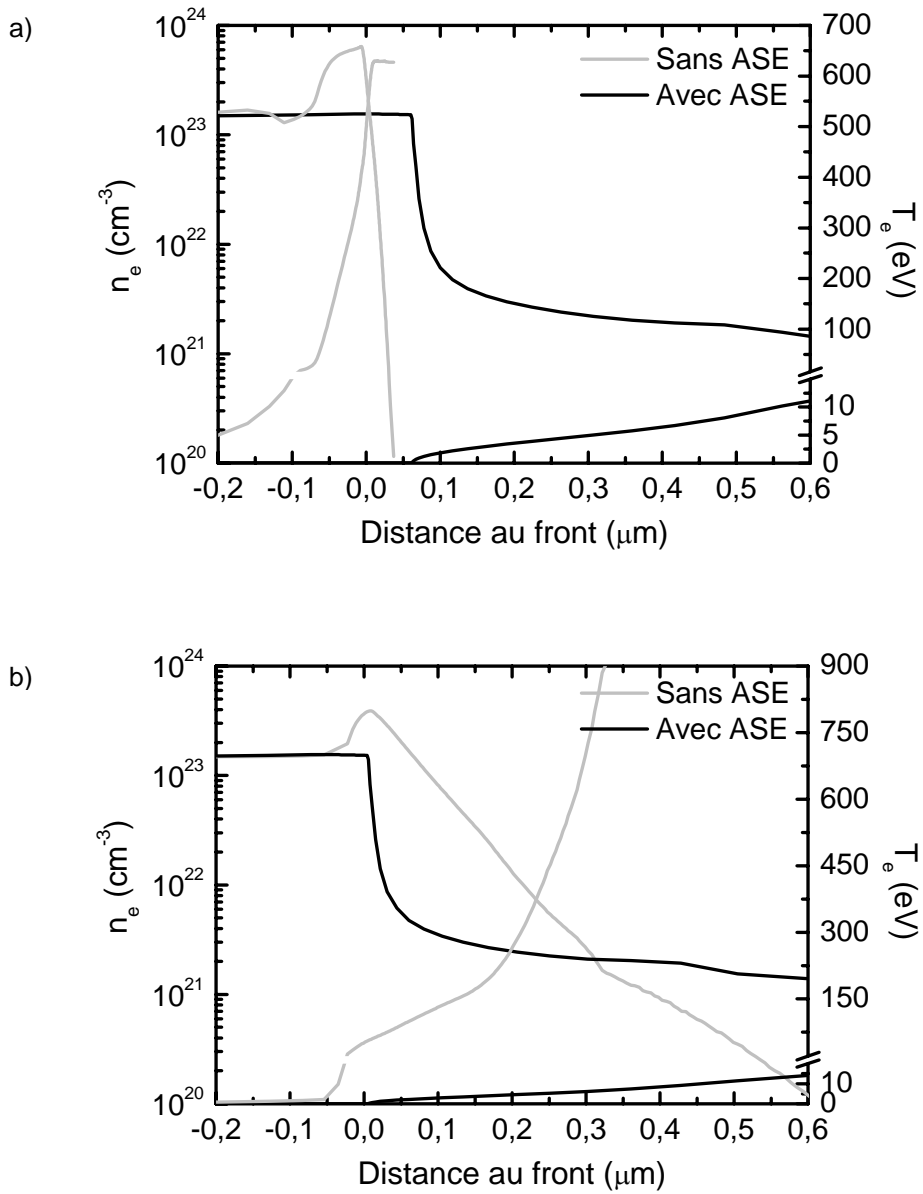 a)
10^24
10^23
10^22
10^21
10^20
n_e (cm^-3)
Sans ASE
Avec ASE
700
600
500
400
300
200
100
10
5
0
T_e (eV)
-0,2 -0,1 0,0 0,1 0,2 0,3 0,4 0,5 0,6
Distance au front (μm)
b)
10^24
10^23
10^22
10^21
10^20
n_e (cm^-3)
Sans ASE
Avec ASE
900
750
600
450
300
150
10
0
T_e (eV)
-0,2 -0,1 0,0 0,1 0,2 0,3 0,4 0,5 0,6
Distance au front (μm)